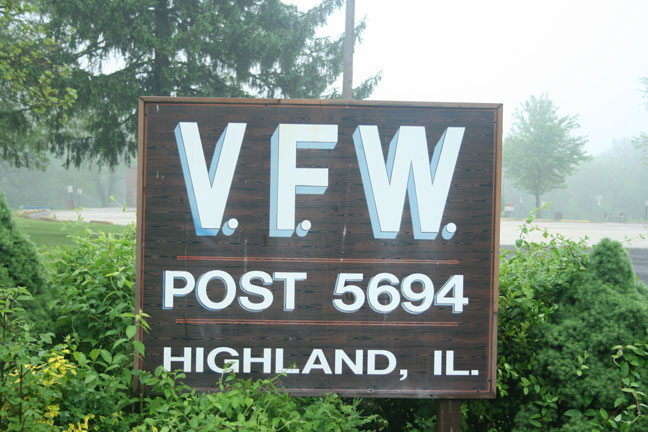 V.F.W.
POST 5694
HIGHLAND, IL.